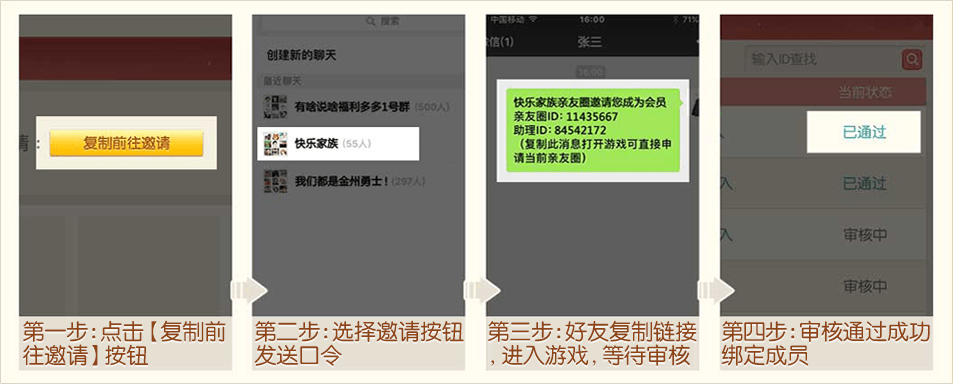 请：
复制前往邀请
第一步：点击【复制前
往邀请】按钮
搜索
创建新的聊天
最近聊天
有啥说啥福利多多1号群（500人）
快乐家族（55人）
我们都是金州勇士！（297人）
第二步：选择邀请按钮
发送口令
中国移动 16:00 71%
微信(1) 张三
16:00
快乐家族亲友圈邀请您成为会员
亲友圈ID：11435667
助理ID：84542172
（复制此消息打开游戏可直接申
请当前亲友圈）
第三步：好友复制链接
，进入游戏，等待审核
输入ID查找
当前状态
已通过
入 已通过
入 审核中
审核中
第四步：审核通过成功
绑定成员